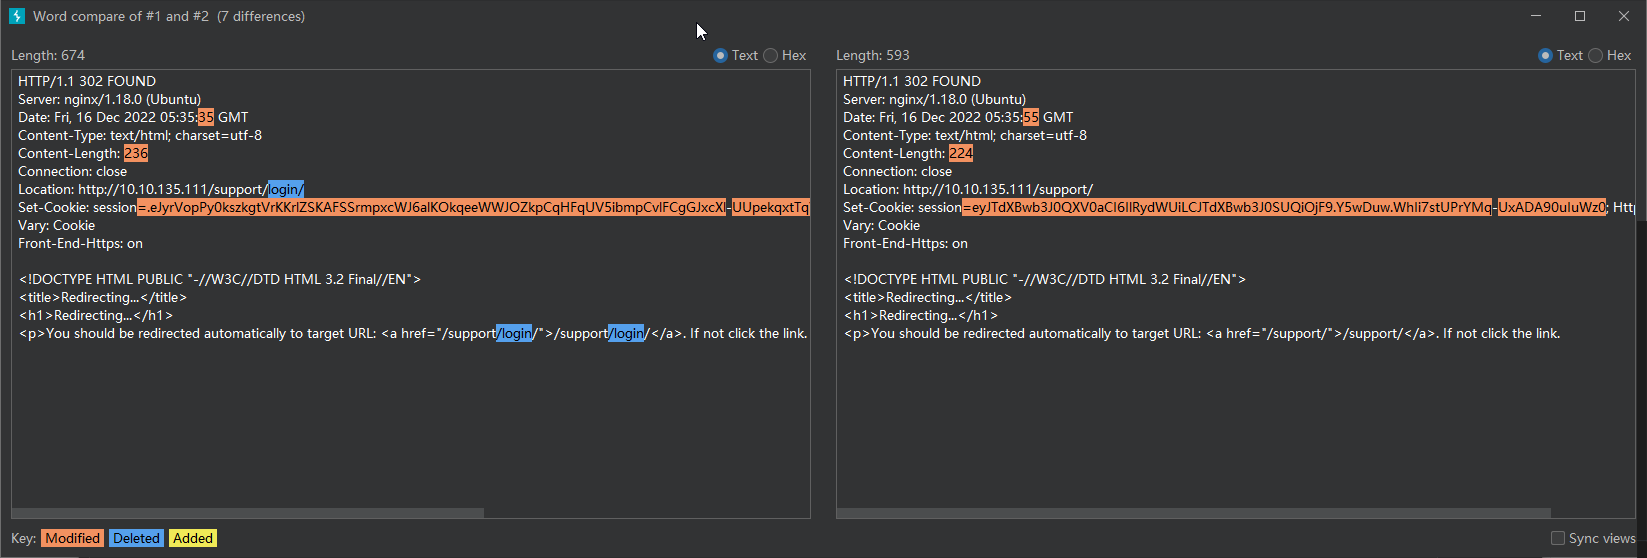 Word compare of #1 and #2 (7 differences)
Length: 674
Text Hex
HTTP/1.1 302 FOUND
Server: nginx/1.18.0 (Ubuntu)
Date: Fri, 16 Dec 2022 05:35:35 GMT
Content-Type: text/html; charset=utf-8
Content-Length: 236
Connection: close
Location: http://10.10.135.111/support/login/
Set-Cookie: session=
Vary: Cookie
Front-End-Https: on
<!DOCTYPE HTML PUBLIC "-//W3C//DTD HTML 3.2 Final//EN">
<title>Redirecting...</title>
<h1>Redirecting...</h1>
<p>You should be redirected automatically to target URL: <a href="/support/login/">/support/login/</a>. If not click the link.
Length: 593
Text Hex
HTTP/1.1 302 FOUND
Server: nginx/1.18.0 (Ubuntu)
Date: Fri, 16 Dec 2022 05:35:55 GMT
Content-Type: text/html; charset=utf-8
Content-Length: 224
Connection: close
Location: http://10.10.135.111/support/
Set-Cookie: session=
Vary: Cookie
Front-End-Https: on
<!DOCTYPE HTML PUBLIC "-//W3C//DTD HTML 3.2 Final//EN">
<title>Redirecting...</title>
<h1>Redirecting...</h1>
<p>You should be redirected automatically to target URL: <a href="/support/">/support/</a>. If not click the link.
Key: Modified Deleted Added
Sync views